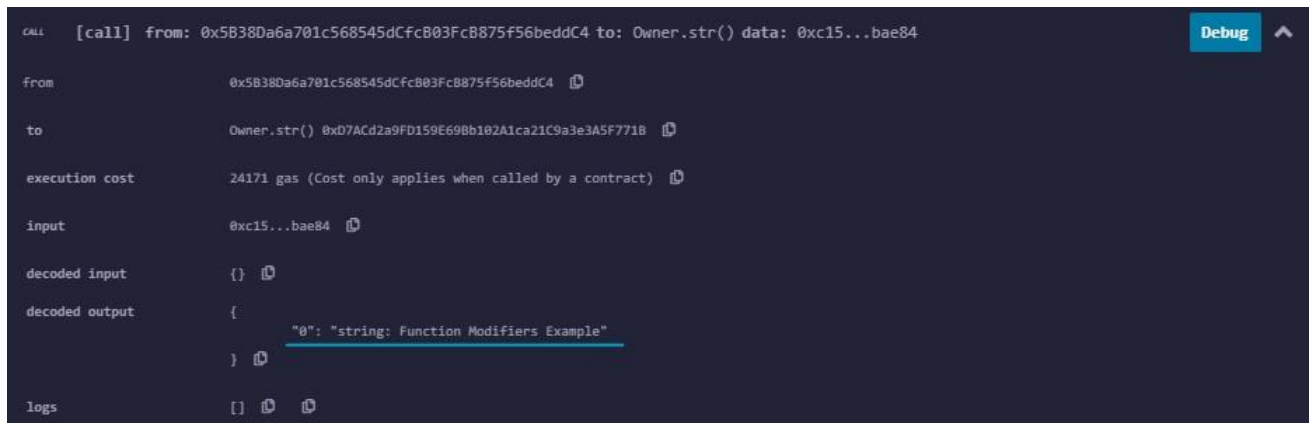 CALL [call] from: 0x5B38Da6a701c568545dCfcB03FcB875f56beddC4 to: Owner.str() data: 0xc15...bae84 Debug
from 0x5B38Da6a701c568545dCfcB03FcB875f56beddC4
to Owner.str() 0xD7ACd2a9FD159E69Bb102A1ca21C9a3e3A5F771B
execution cost 24171 gas (Cost only applies when called by a contract)
input 0xc15...bae84
decoded input {}
decoded output {
"0": "string: Function Modifiers Example"
}
logs []